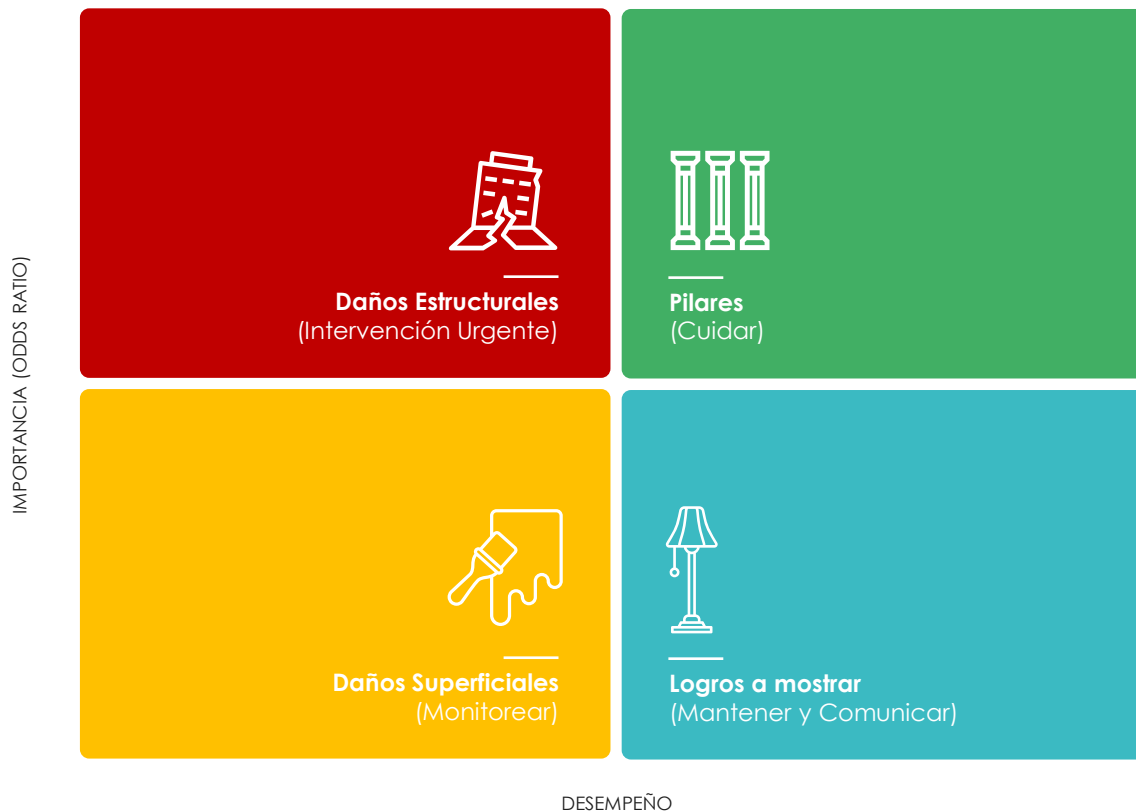 IMPORTANCIA (ODDS RATIO)
Daños Estructurales
(Intervención Urgente)
Pilares
(Cuidar)
Daños Superficiales
(Monitorear)
Logros a mostrar
(Mantener y Comunicar)
DESEMPEÑO